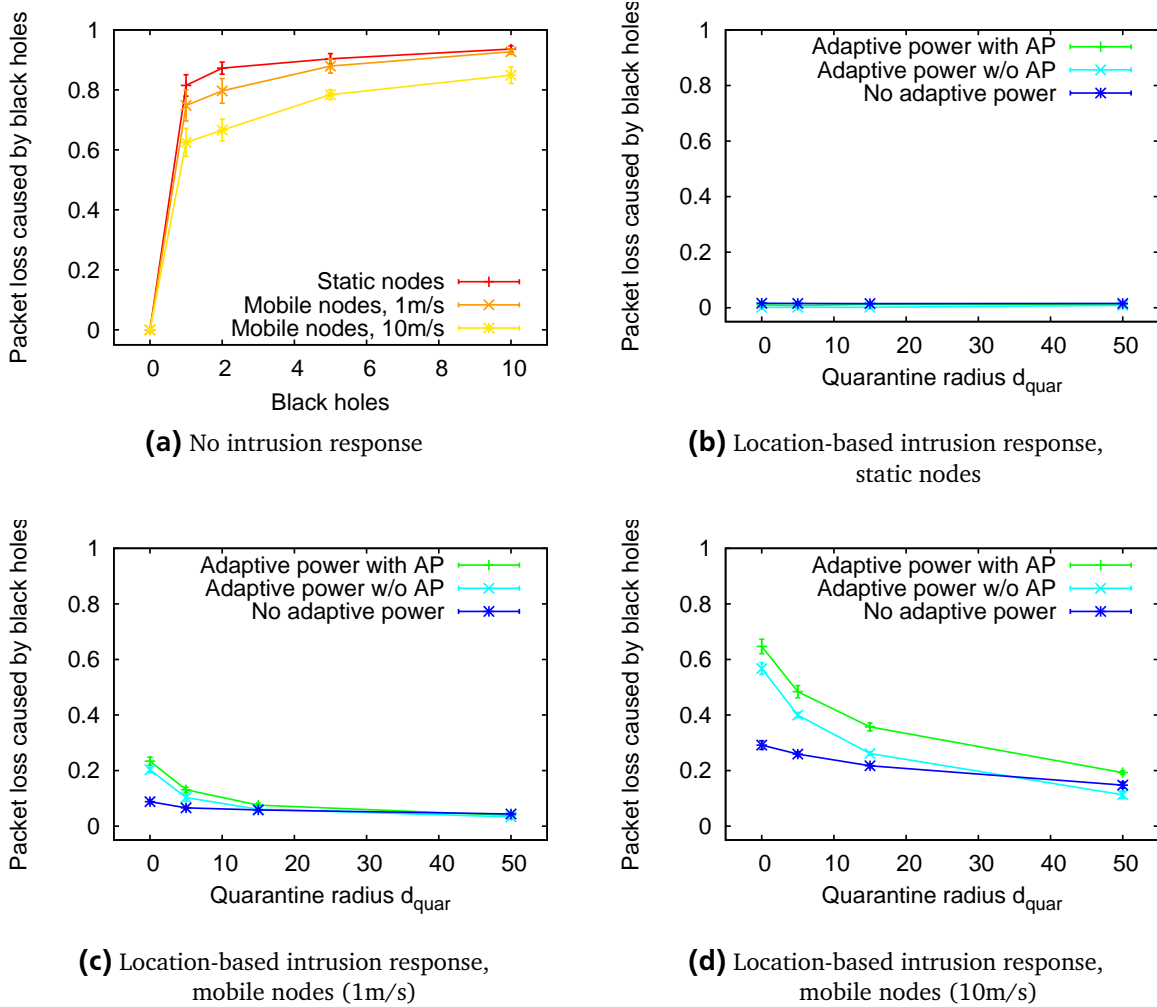 Packet loss caused by black holes
1
0.8
0.6
0.4
0.2
0
Static nodes
Mobile nodes, 1m/s
Mobile nodes, 10m/s
0 2 4 6 8 10
Black holes
(a) No intrusion response
Packet loss caused by black holes
1
0.8
0.6
0.4
0.2
0
Adaptive power with AP
Adaptive power w/o AP
No adaptive power
0 10 20 30 40 50
Quarantine radius d_quar
(b) Location-based intrusion response,
static nodes
Packet loss caused by black holes
1
0.8
0.6
0.4
0.2
0
Adaptive power with AP
Adaptive power w/o AP
No adaptive power
0 10 20 30 40 50
Quarantine radius d_quar
(c) Location-based intrusion response,
mobile nodes (1m/s)
Packet loss caused by black holes
1
0.8
0.6
0.4
0.2
0
Adaptive power with AP
Adaptive power w/o AP
No adaptive power
0 10 20 30 40 50
Quarantine radius d_quar
(d) Location-based intrusion response,
mobile nodes (10m/s)